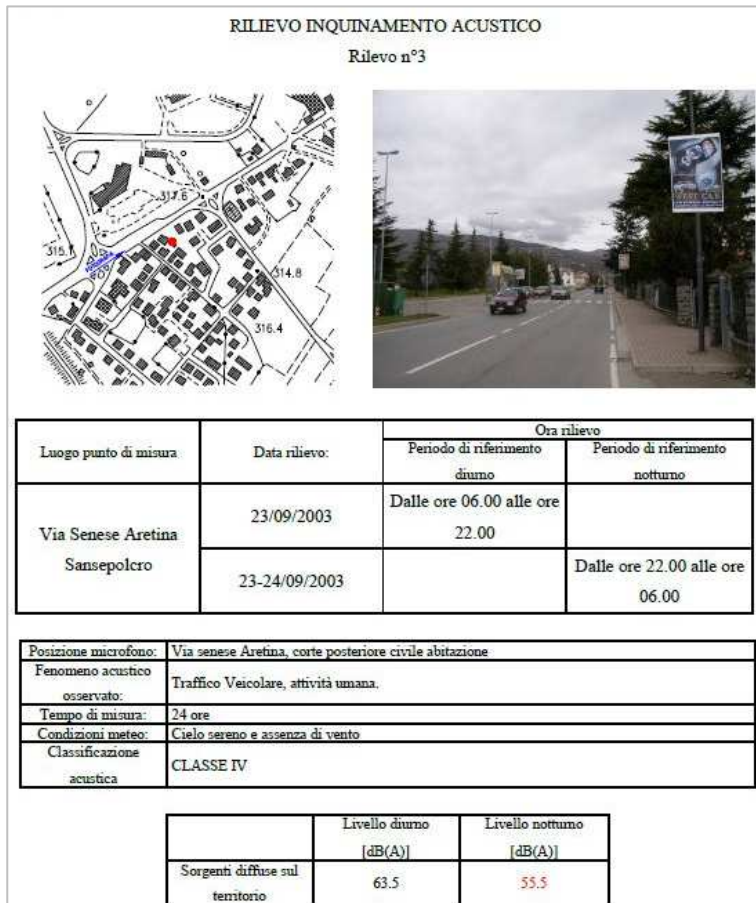 RILIEVO INQUINAMENTO ACUSTICO
Rilevo n°3
317.6
315.
314.8
316.4
Luogo punto di misura
Data rilievo:
Ora rilievo
Periodo di riferimento
diurno
Periodo di riferimento
notturno
Via Senese Aretina
Sansepolcro
23/09/2003
Dalle ore 06.00 alle ore
22.00
23-24/09/2003
Dalle ore 22.00 alle ore
06.00
Posizione microfono: Via senese Aretina, corte posteriore civile abitazione
Fenomeno acustico
osservato:
Traffico Veicolare, attività umana.
Tempo di misura: 24 ore
Condizioni meteo: Cielo sereno e assenza di vento
Classificazione
acustica
CLASSE IV
Livello diurno
[dB(A)]
Livello notturno
[dB(A)]
Sorgenti diffuse sul
territorio
63.5
55.5